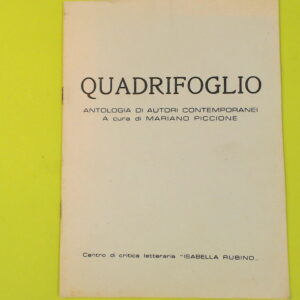 QUADRIFOGLIO
ANTOLOGIA DI AUTORI CONTEMPORANEI
A cura di MARIANO PICCIONE
Centro di critica letteraria "ISABELLA RUBINO„